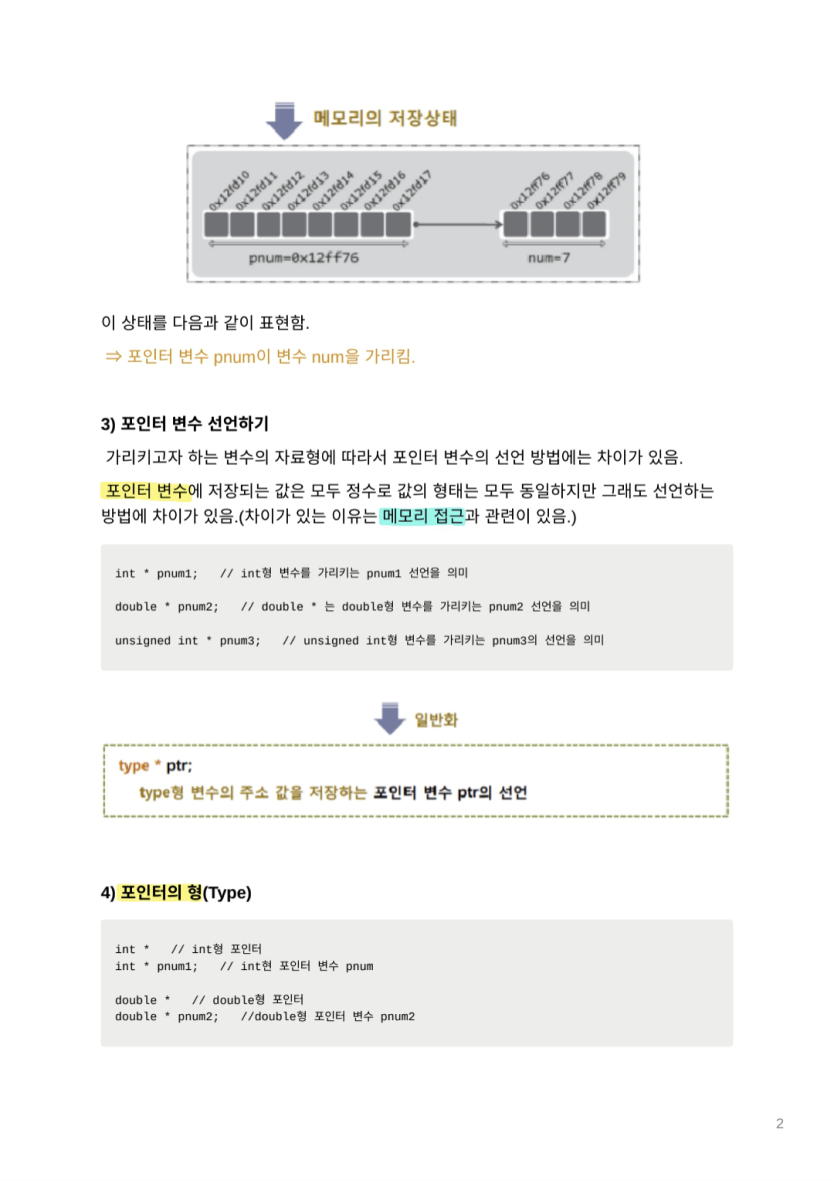 메모리의 저장상태
0x12fd10 0x12fd11 0x12fd12 0x12fd13 0x12fd14 0x12fd15 0x12fd16 0x12fd17 0x12ff76 0x12ff77 0x12ff78 0x12ff79
pnum=0x12ff76 num=7
이 상태를 다음과 같이 표현함.
⇒ 포인터 변수 pnum이 변수 num을 가리킴.
3) 포인터 변수 선언하기
가리키고자 하는 변수의 자료형에 따라서 포인터 변수의 선언 방법에는 차이가 있음.
포인터 변수에 저장되는 값은 모두 정수로 값의 형태는 모두 동일하지만 그래도 선언하는
방법에 차이가 있음.(차이가 있는 이유는 메모리 접근과 관련이 있음.)
int * pnum1;   // int형 변수를 가리키는 pnum1 선언을 의미
double * pnum2;   // double * 는 double형 변수를 가리키는 pnum2 선언을 의미
unsigned int * pnum3;   // unsigned int형 변수를 가리키는 pnum3의 선언을 의미
일반화
type * ptr;
type형 변수의 주소 값을 저장하는 포인터 변수 ptr의 선언
4) 포인터의 형(Type)
int *   // int형 포인터
int * pnum1;   // int현 포인터 변수 pnum
double *   // double형 포인터
double * pnum2;   //double형 포인터 변수 pnum2
2